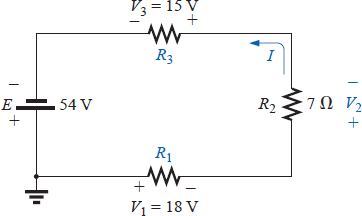 V3 = 15 V
− +
R3
I
−
E 54 V
+
R2 7 Ω V2
−
+
R1
+ −
V1 = 18 V